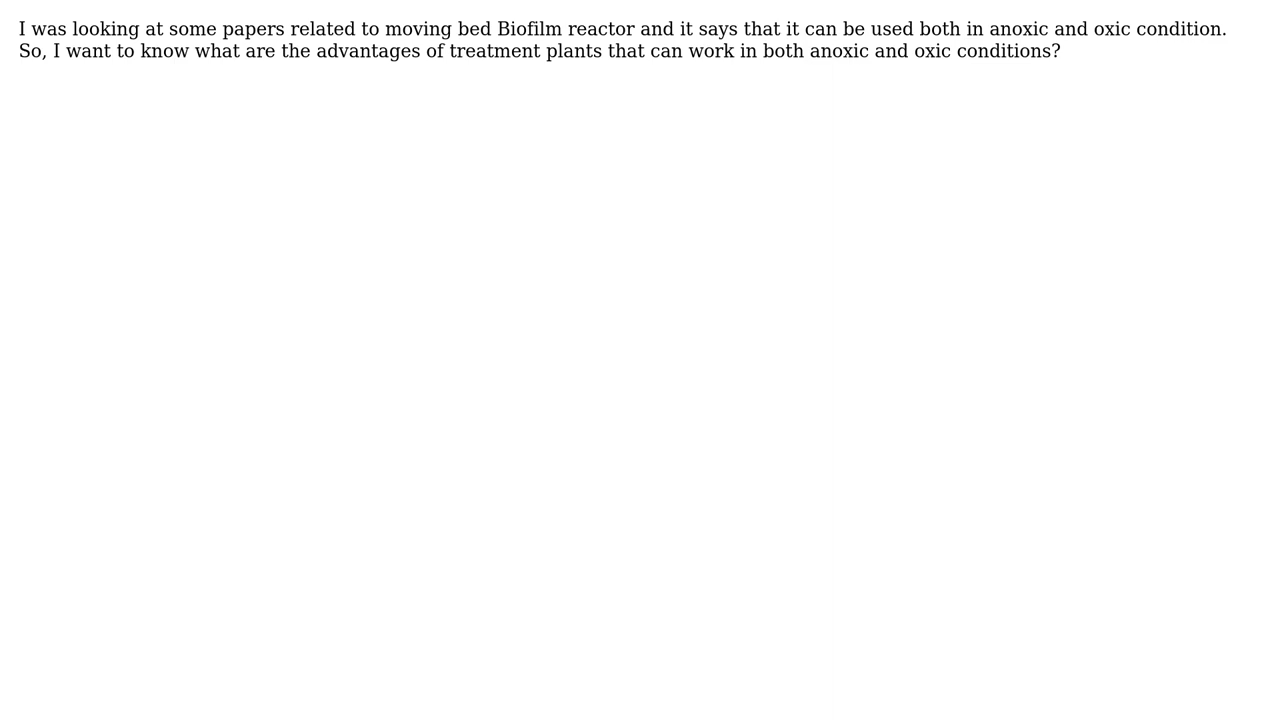 I was looking at some papers related to moving bed Biofilm reactor and it says that it can be used both in anoxic and oxic condition.
So, I want to know what are the advantages of treatment plants that can work in both anoxic and oxic conditions?